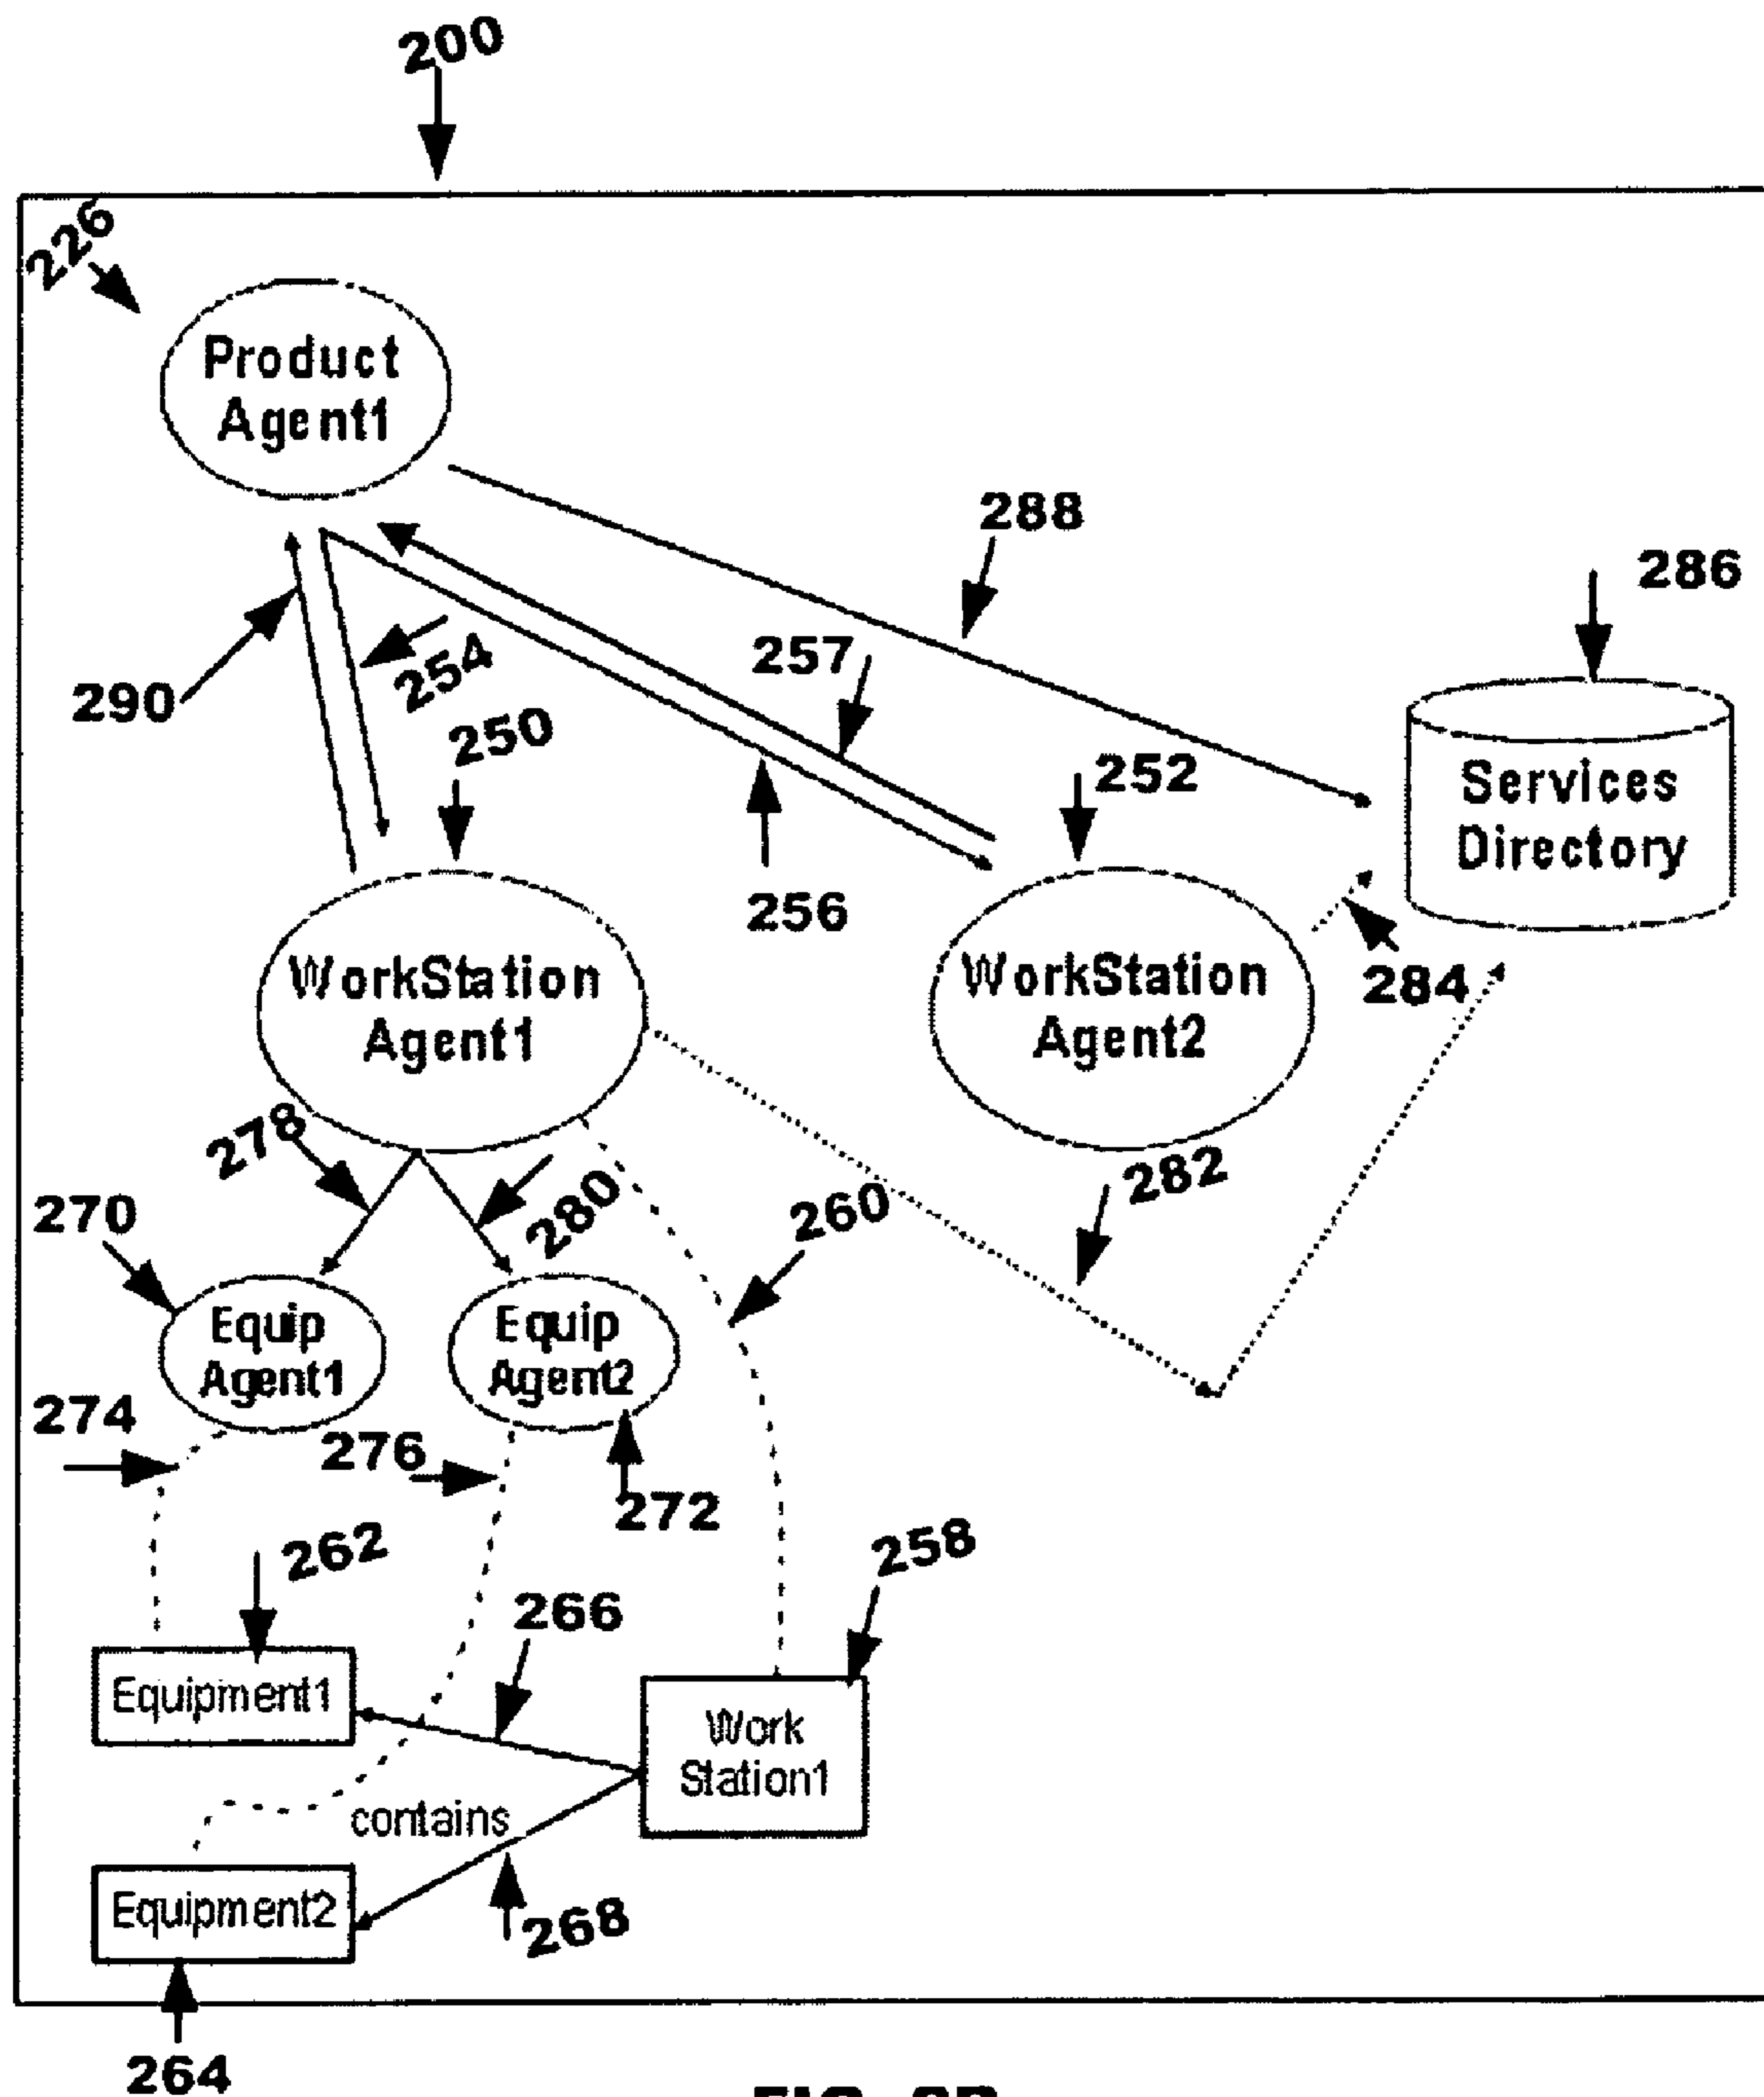 200
226
Product
Agent1
288
286
257
254
290
250
252
Services
Directory
256
WorkStation
Agent1
WorkStation
Agent2
284
278
280
282
260
270
Equip
Agent1
Equip
Agent2
274
276
272
262
258
266
Equipment1
Work
Station1
contains
Equipment2
268
264